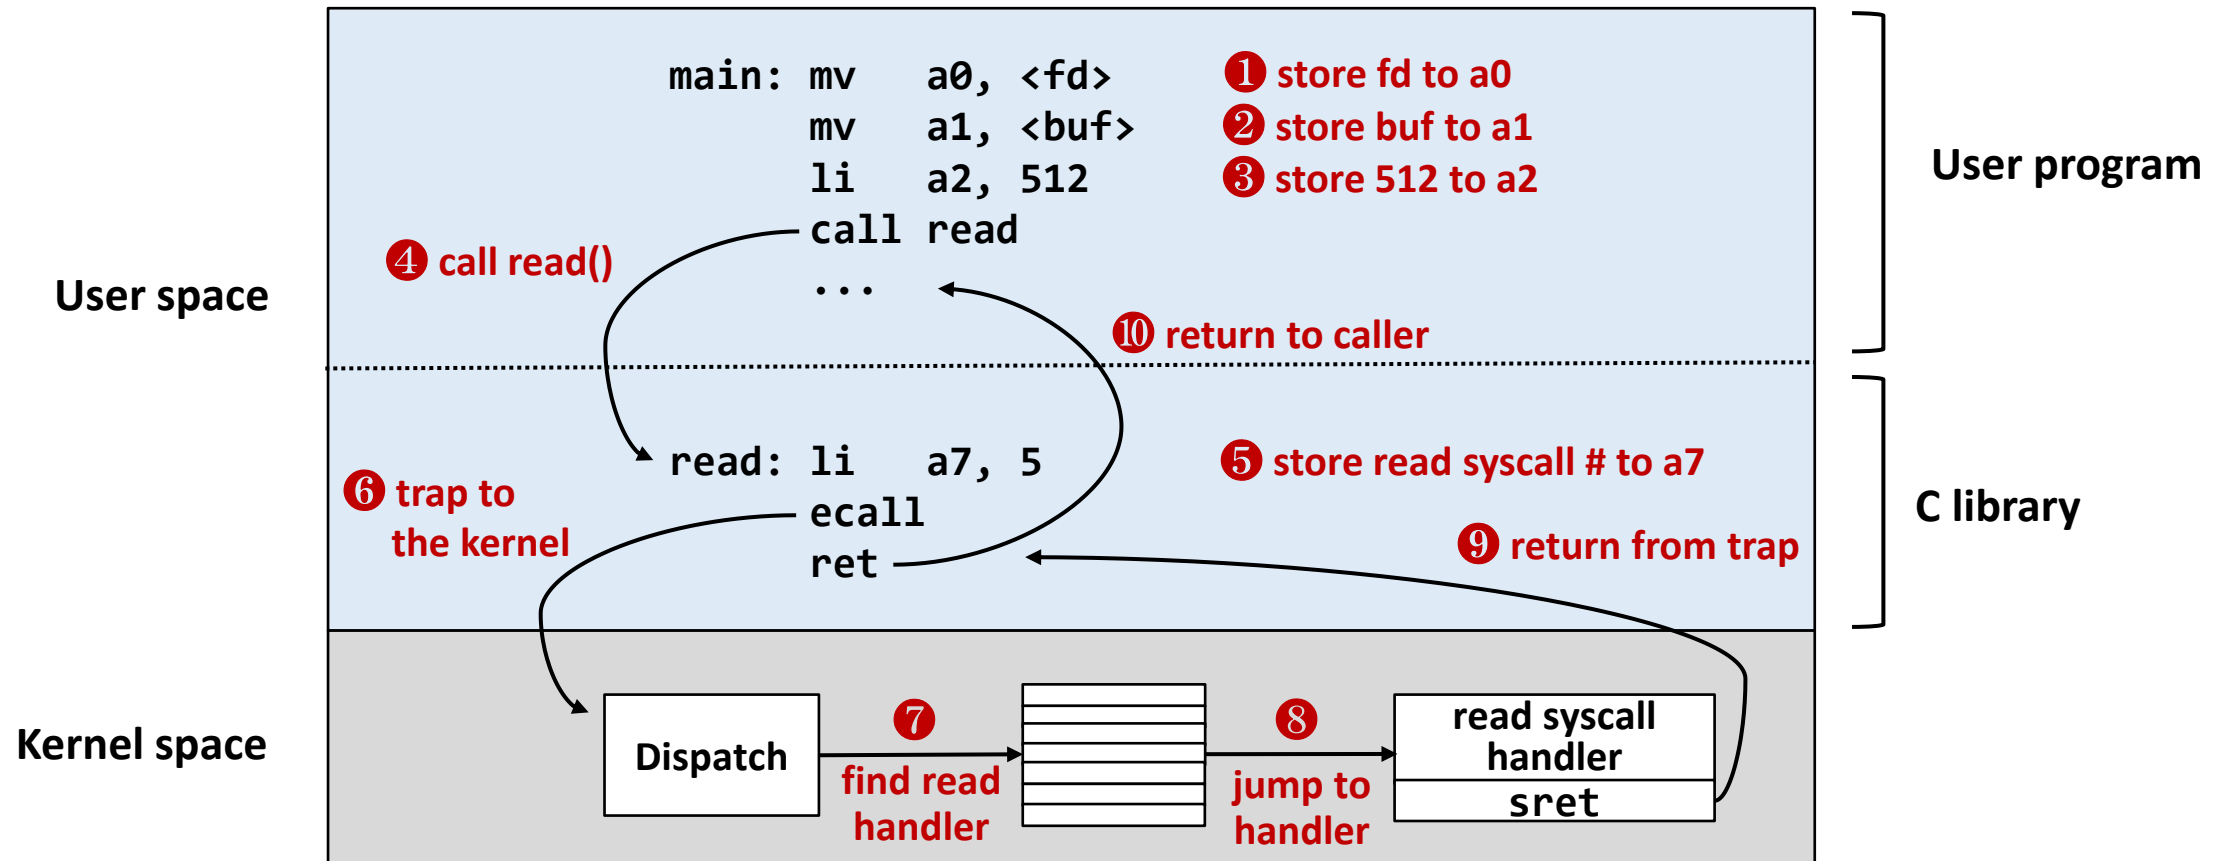 main: mv a0, <fd>
❶ store fd to a0
mv a1, <buf>
❷ store buf to a1
li a2, 512
❸ store 512 to a2
call read
❹ call read()
...
❿ return to caller
User program
User space
read: li a7, 5
❺ store read syscall # to a7
❻ trap to
the kernel
ecall
ret
❾ return from trap
C library
Kernel space
Dispatch
❼
find read
handler
❽
jump to
handler
read syscall
handler
sret